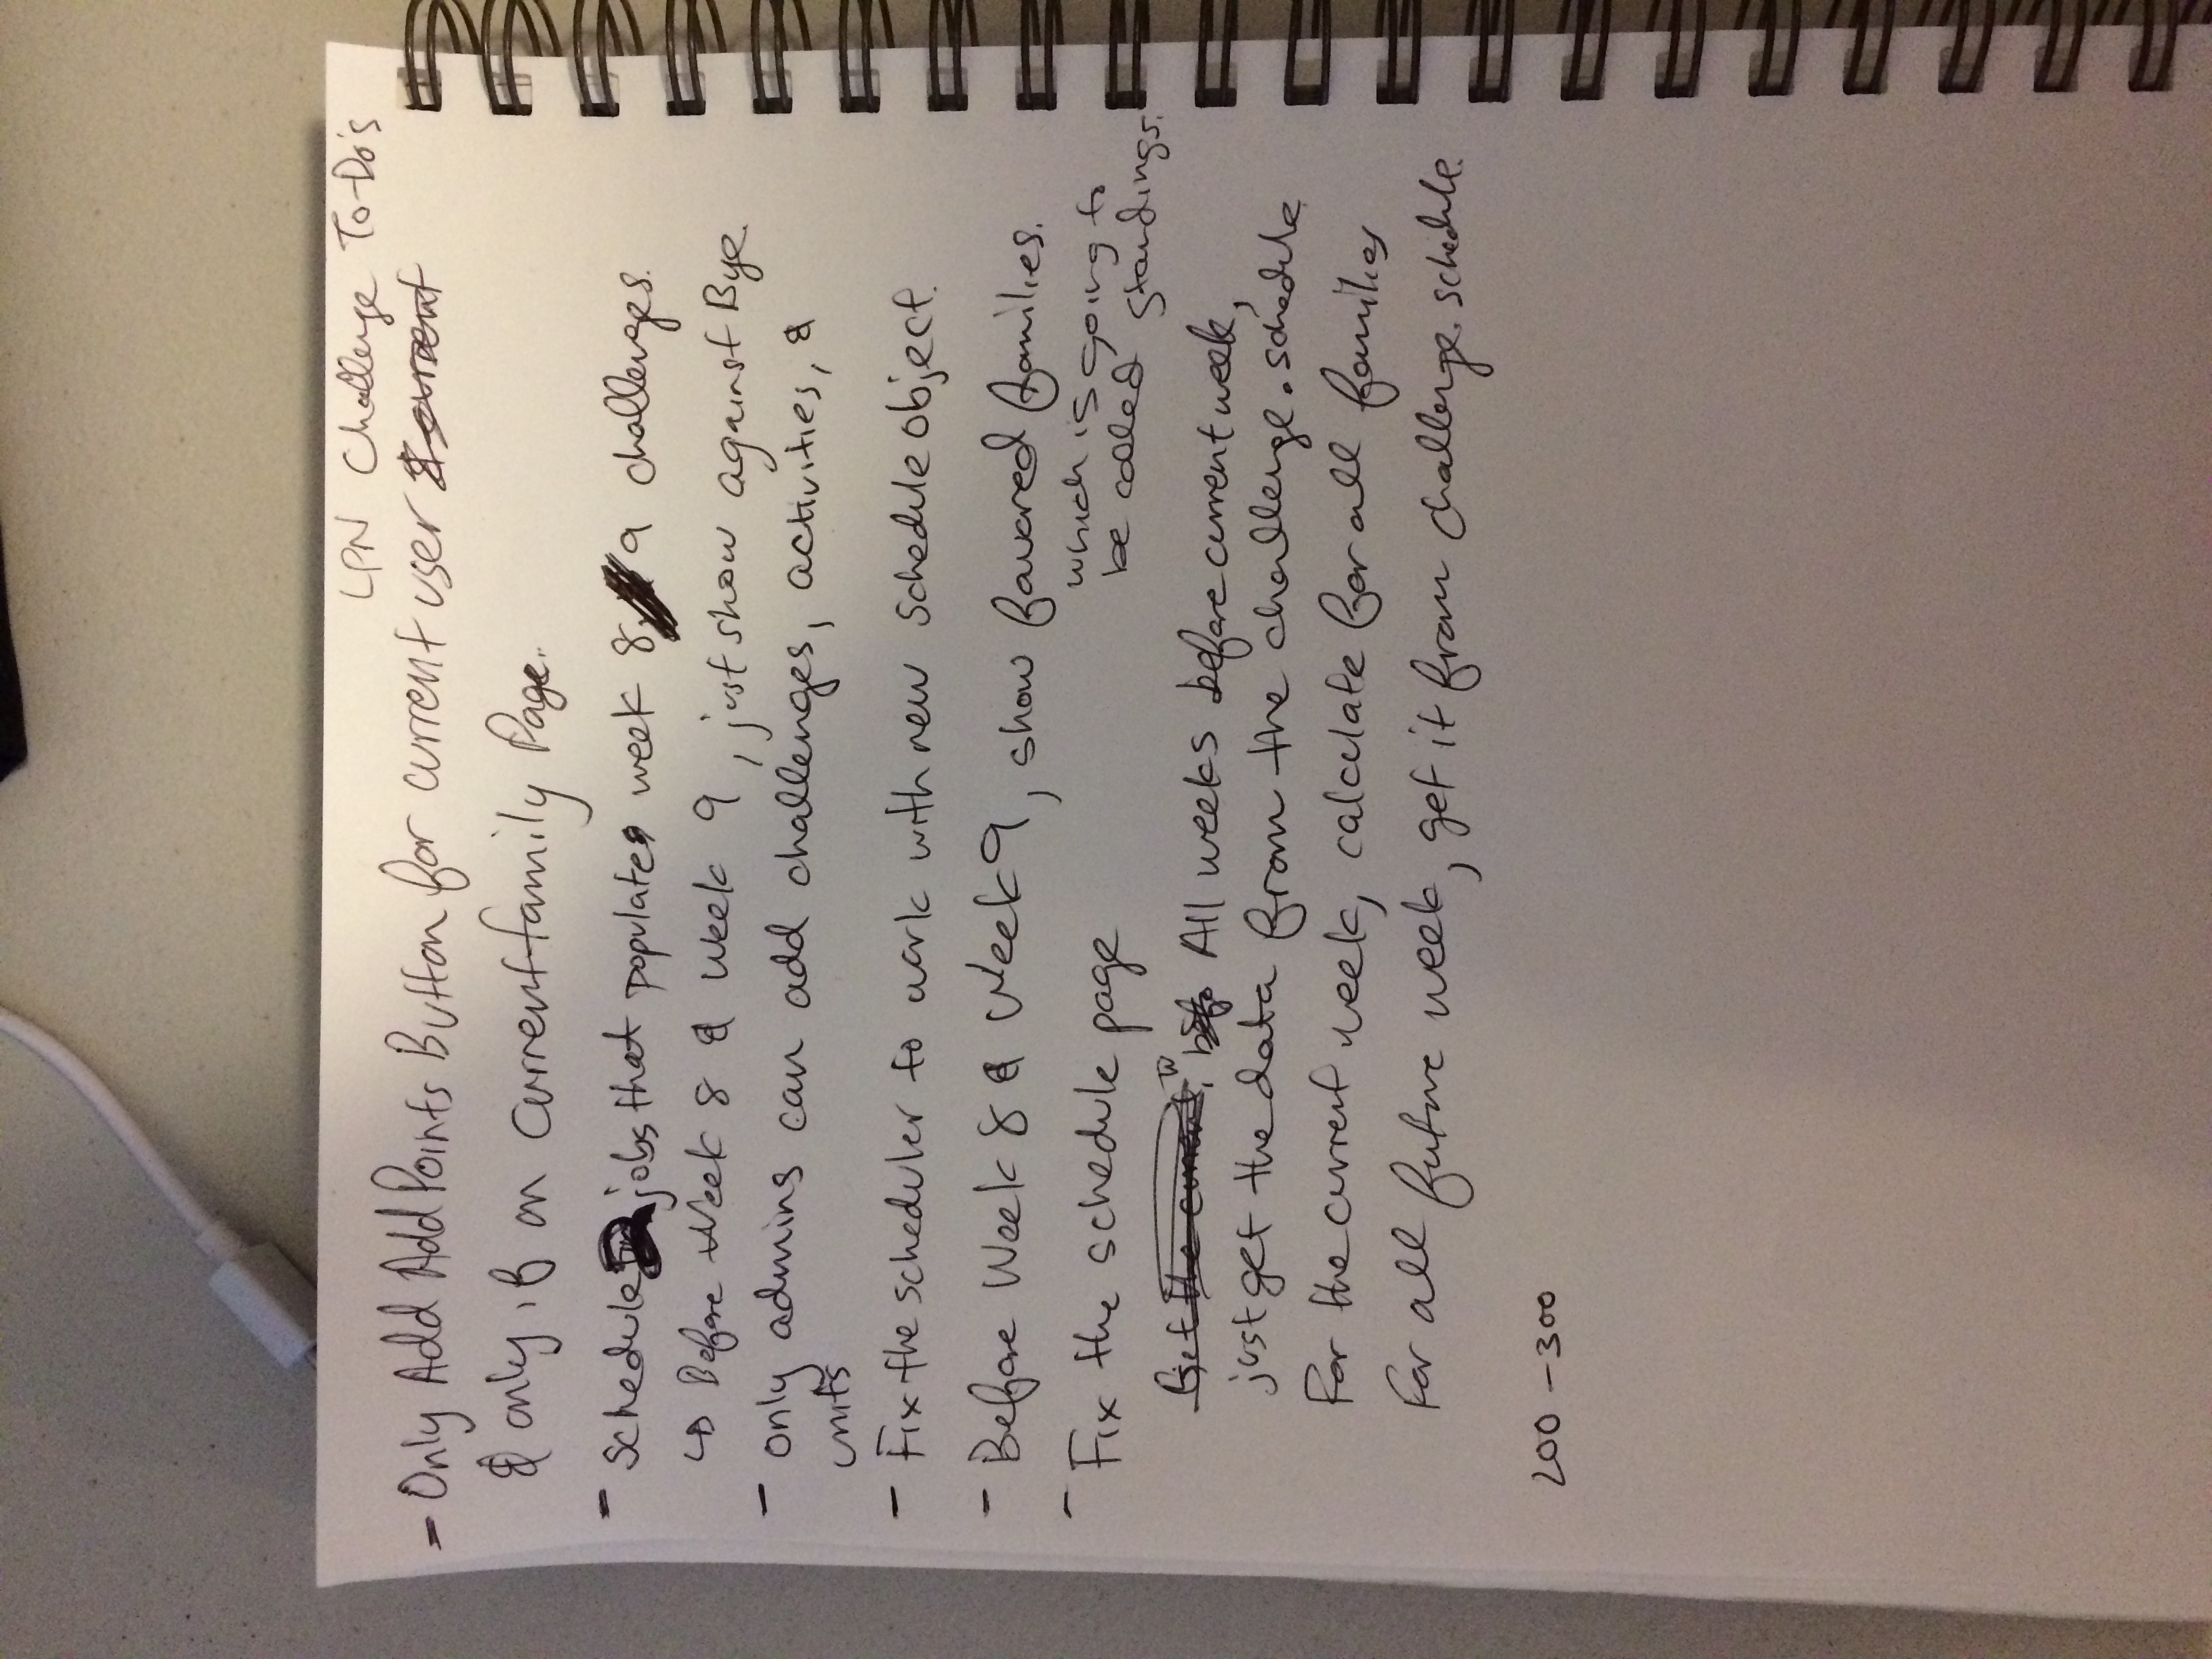 LPN Challenge To-Do's
- Only Add Add Points Button for current user & current
& only if on current family Page.
- Schedule jobs that populates week 8 9 challenges.
↳ Before Week 8 & Week 9, just show against Bye.
- only admins can add challenges, activities, &
units
- Fix the scheduler to work with new schedule object.
- Before Week 8 & Week 9, show favored families.
- Fix the schedule page
which is going to
be called standings.
Get the current, W befo All weeks before current week,
just get the data from the challenge.schedule
For the current week, calculate for all families
For all future week, get it from challenge.schedule.
200 - 300